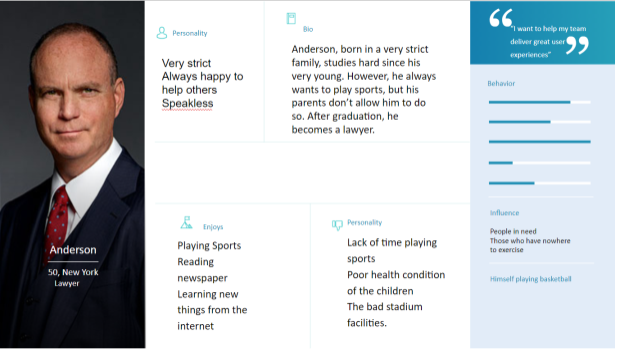 Anderson
50, New York
Lawyer
Personality
Very strict
Always happy to
help others
Speakless
Bio
Anderson, born in a very strict
family, studies hard since his
very young. However, he always
wants to play sports, but his
parents don't allow him to do
so. After graduation, he
becomes a lawyer.
Enjoys
Playing Sports
Reading
newspaper
Learning new
things from the
internet
Personality
Lack of time playing
sports
Poor health condition
of the children
The bad stadium
facilities.
"I want to help my team
deliver great user
experiences"
Behavior
Influence
People in need
Those who have nowhere
to exercise
Himself playing basketball